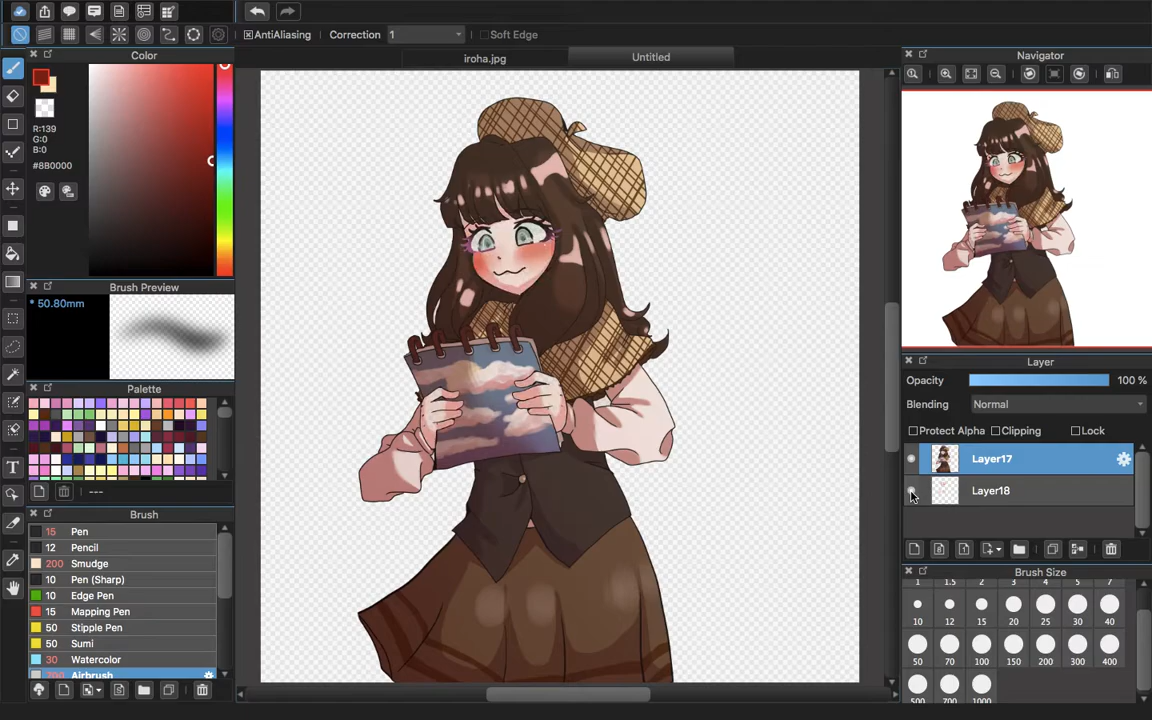 AntiAliasing Correction 1 Soft Edge
iroha.jpg Untitled
Color
R:139
G:0
B:0
#8B0000
Brush Preview
* 50.80mm
Palette
---
Brush
15 Pen
12 Pencil
200 Smudge
10 Pen (Sharp)
10 Edge Pen
15 Mapping Pen
50 Stipple Pen
50 Sumi
30 Watercolor
Airbrush
Navigator
Layer
Opacity 100 %
Blending Normal
Protect Alpha Clipping Lock
Layer17
Layer18
Brush Size
1 1.5 2 3 4 5 7
10 12 15 20 25 30 40
50 70 100 150 200 300 400
500 700 1000